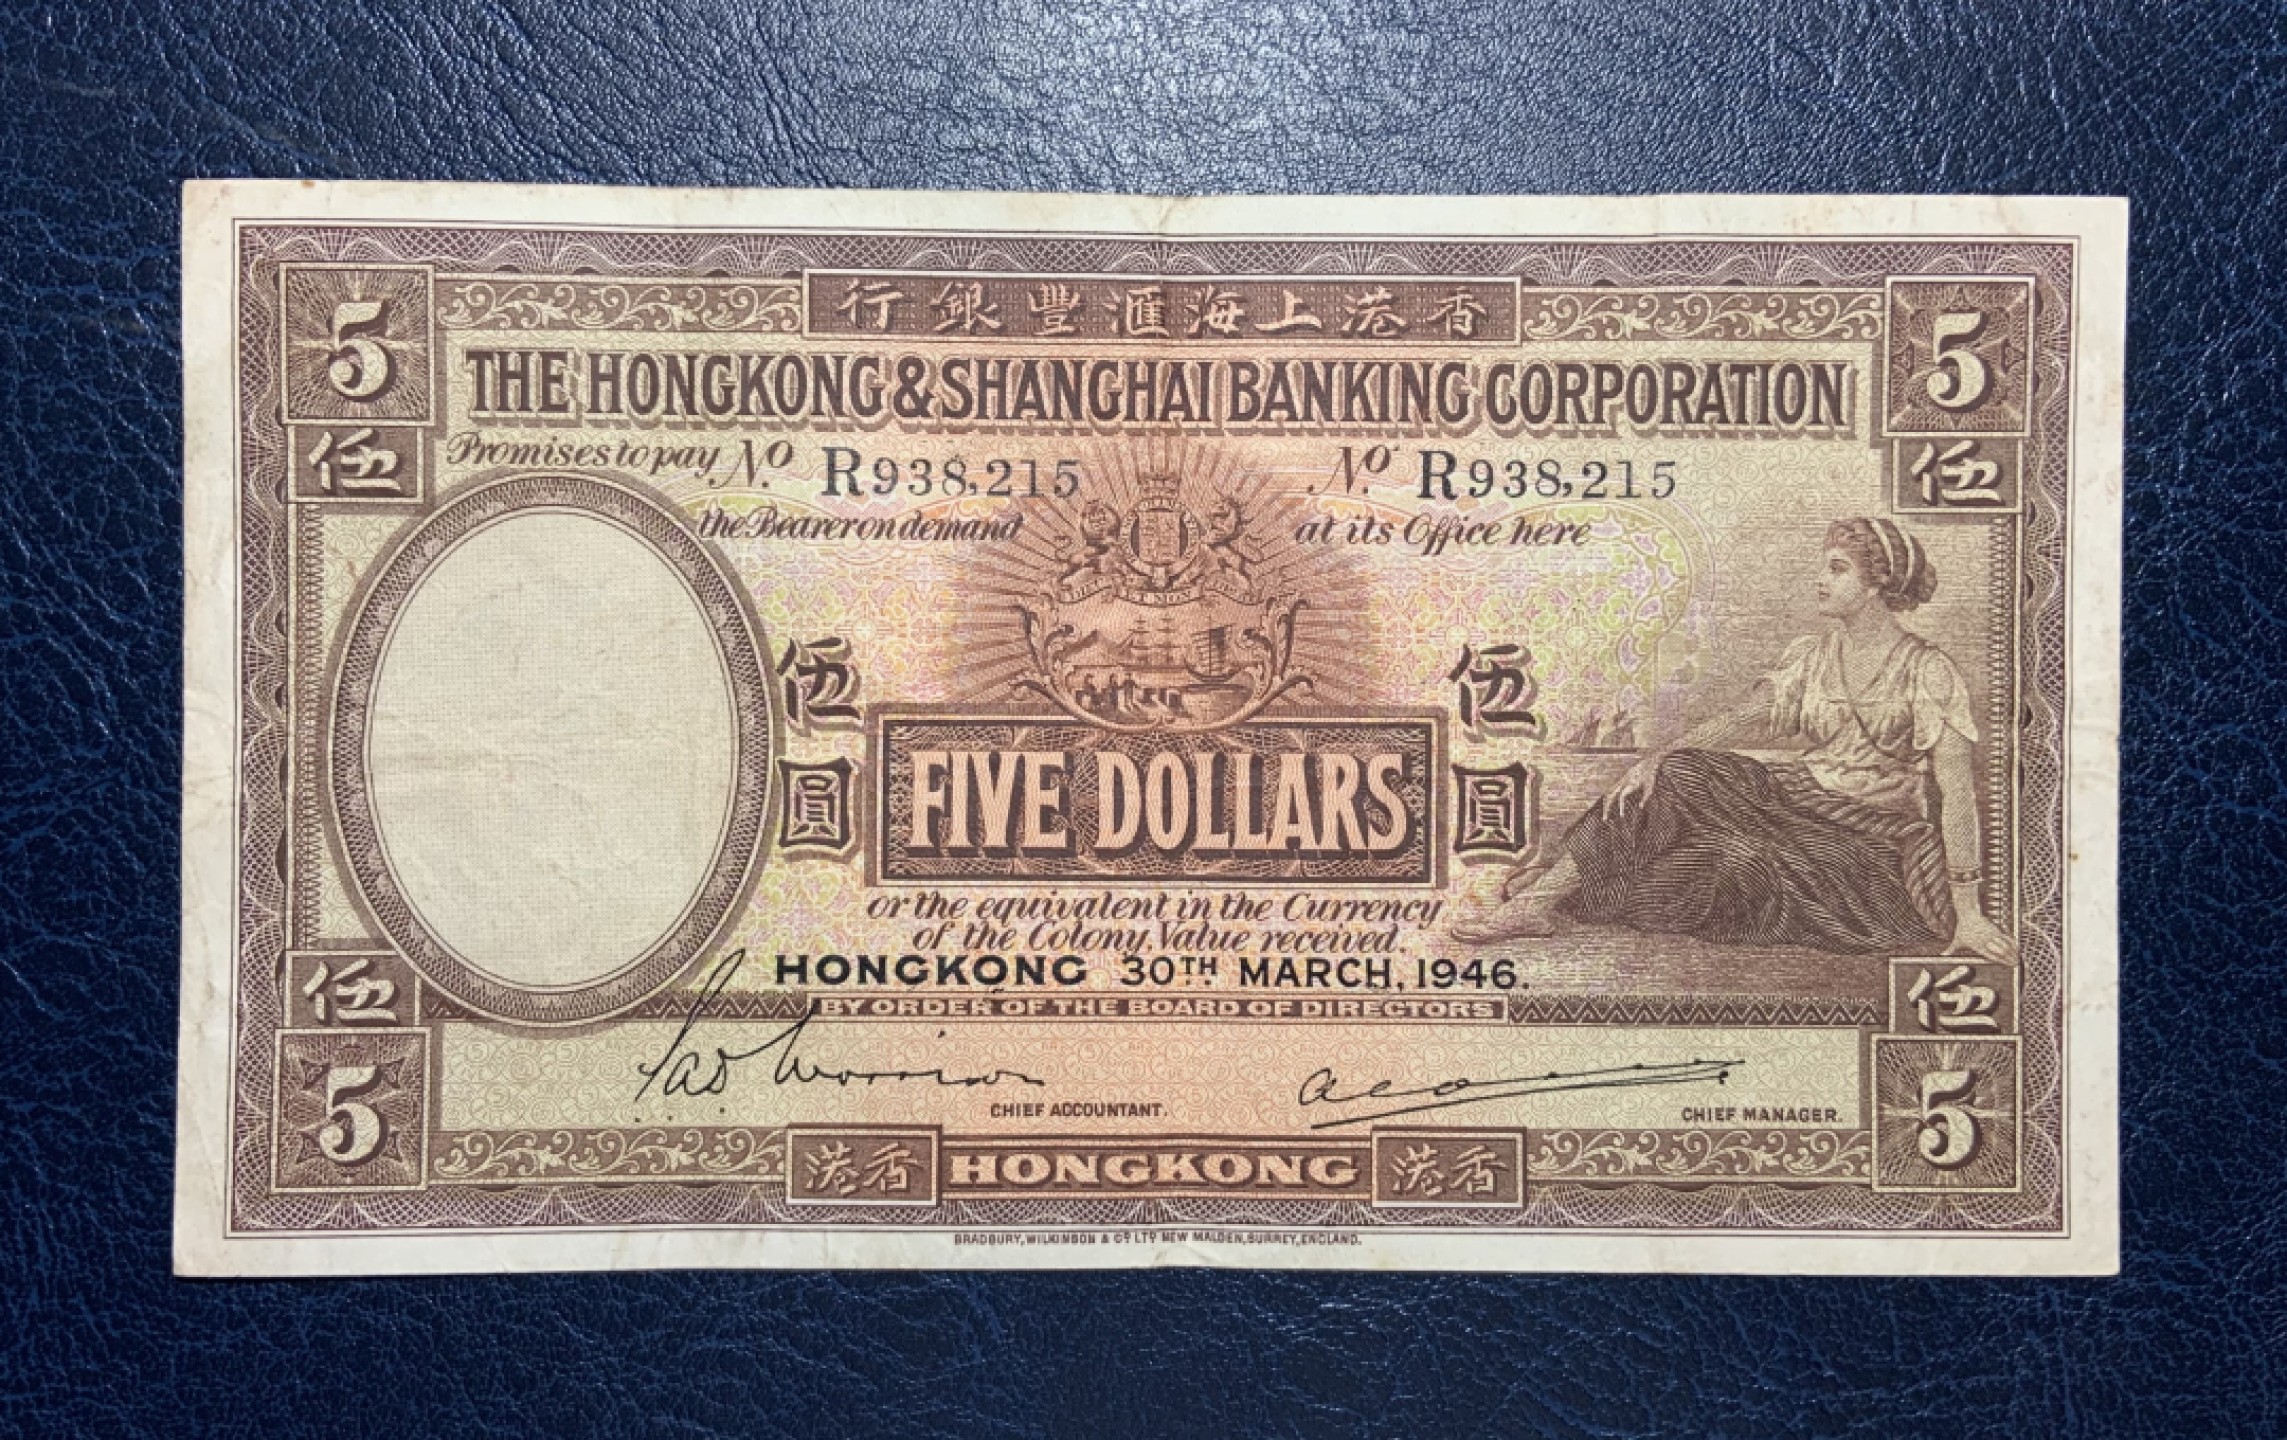 5 5
行銀豐滙海上港香
THE HONGKONG & SHANGHAI BANKING CORPORATION
伍 伍
Promises to pay No. R938,215 No. R938,215
the Bearer on demand at its Office here
伍圓 伍圓
FIVE DOLLARS
or the equivalent in the Currency
of the Colony, Value received.
HONGKONG 30TH MARCH, 1946.
伍 伍
BY ORDER OF THE BOARD OF DIRECTORS
CHIEF ACCOUNTANT. CHIEF MANAGER.
5 5
港香 HONGKONG 港香
BRADBURY, WILKINSON & Co LTD NEW MALDEN, SURREY, ENGLAND.